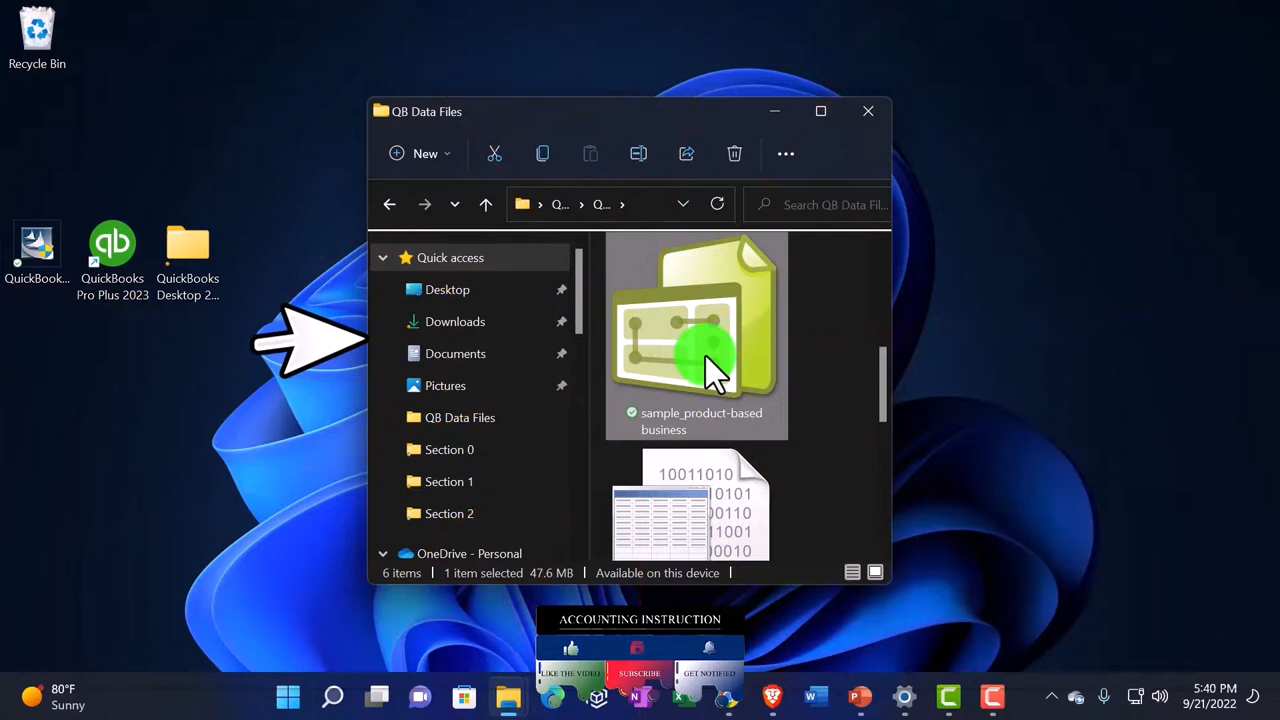 Recycle Bin
QuickBook...
QuickBooks
Pro Plus 2023
QuickBooks
Desktop 2...
QB Data Files
New
Q...
Q...
Search QB Data Fil...
Quick access
Desktop
Downloads
Documents
Pictures
QB Data Files
Section 0
Section 1
Section 2
OneDrive - Personal
sample_product-based
business
10011010
0101
00110
11001
00010
6 items
1 item selected 47.6 MB
Available on this device
ACCOUNTING INSTRUCTION
LIKE THE VIDEO
SUBSCRIBE
GET NOTIFIED
80°F
Sunny
5:40 PM
9/21/2022